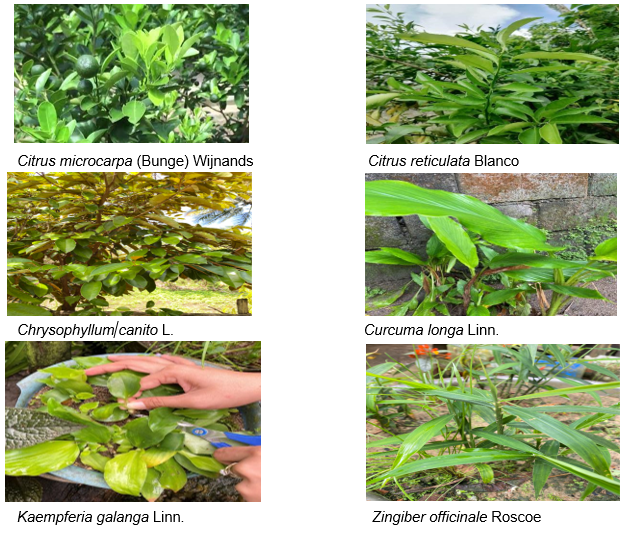 Citrus microcarpa (Bunge) Wijnands
Citrus reticulata Blanco
Chrysophyllum/canito L.
Curcuma longa Linn.
Kaempferia galanga Linn.
Zingiber officinale Roscoe